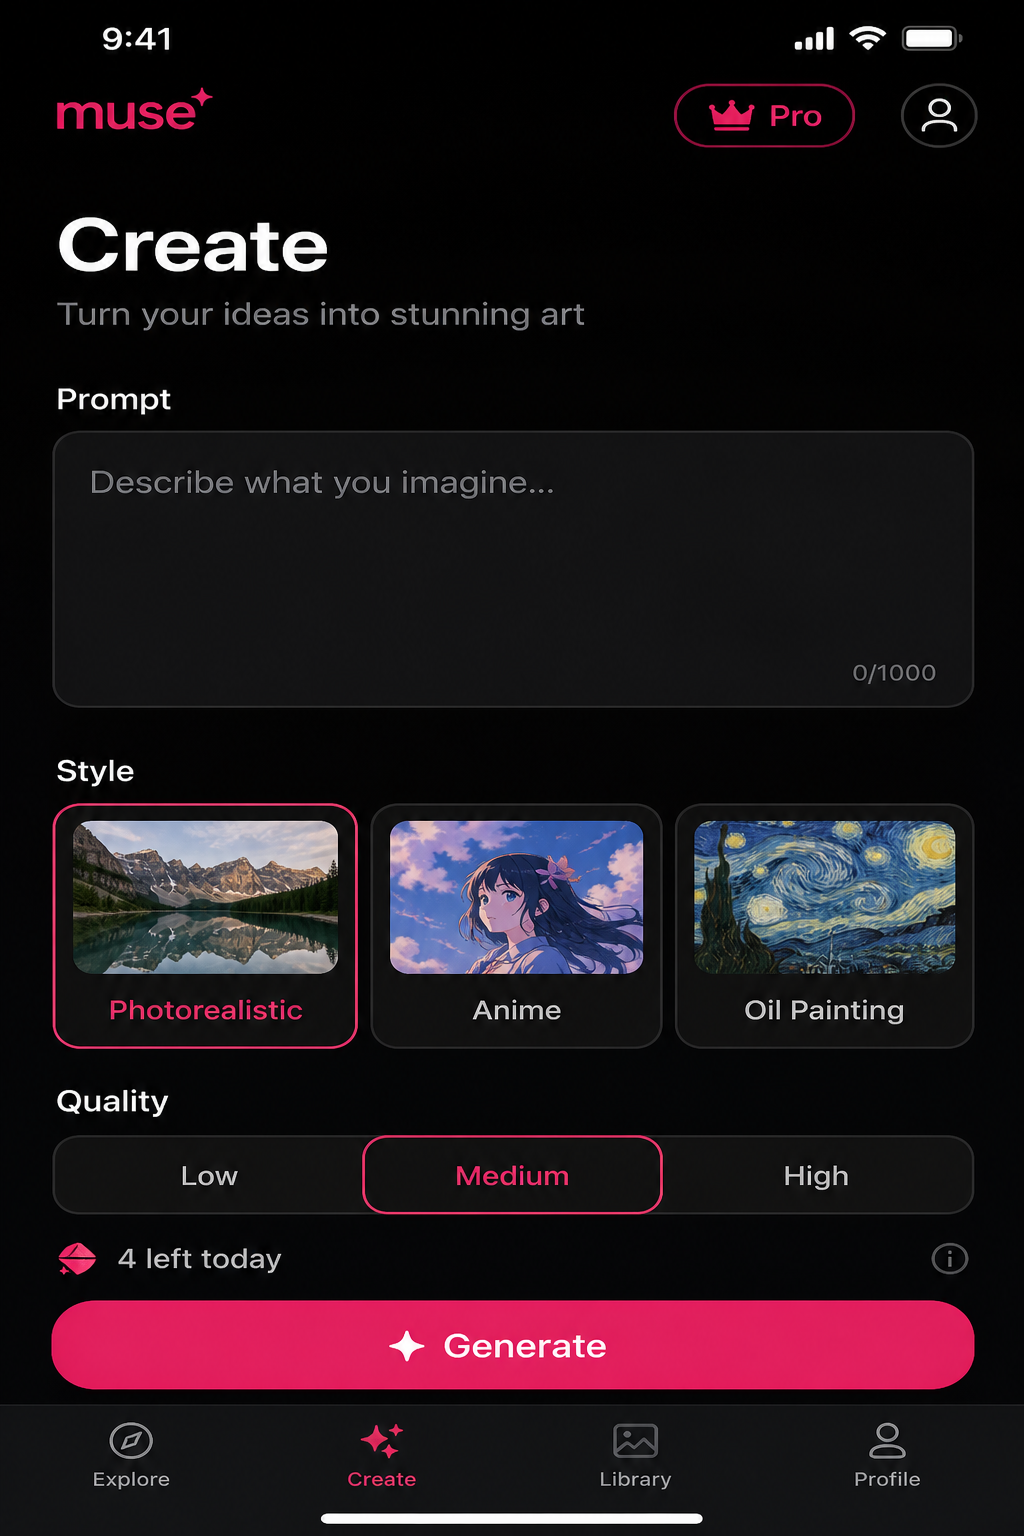 9:41
muse
Pro
Create
Turn your ideas into stunning art
Prompt
Describe what you imagine...
0/1000
Style
Photorealistic
Anime
Oil Painting
Quality
Low
Medium
High
4 left today
Generate
Explore
Create
Library
Profile